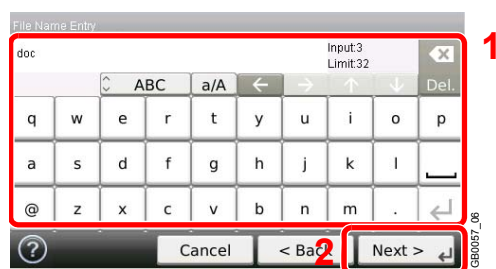 File Name Entry
doc
Input:3
Limit:32
1
ABC a/A ← → ↑ ↓ Del.
q w e r t y u i o p
a s d f g h j k l
@ z x c v b n m .
? Cancel < Back 2 Next >
GB0057_06